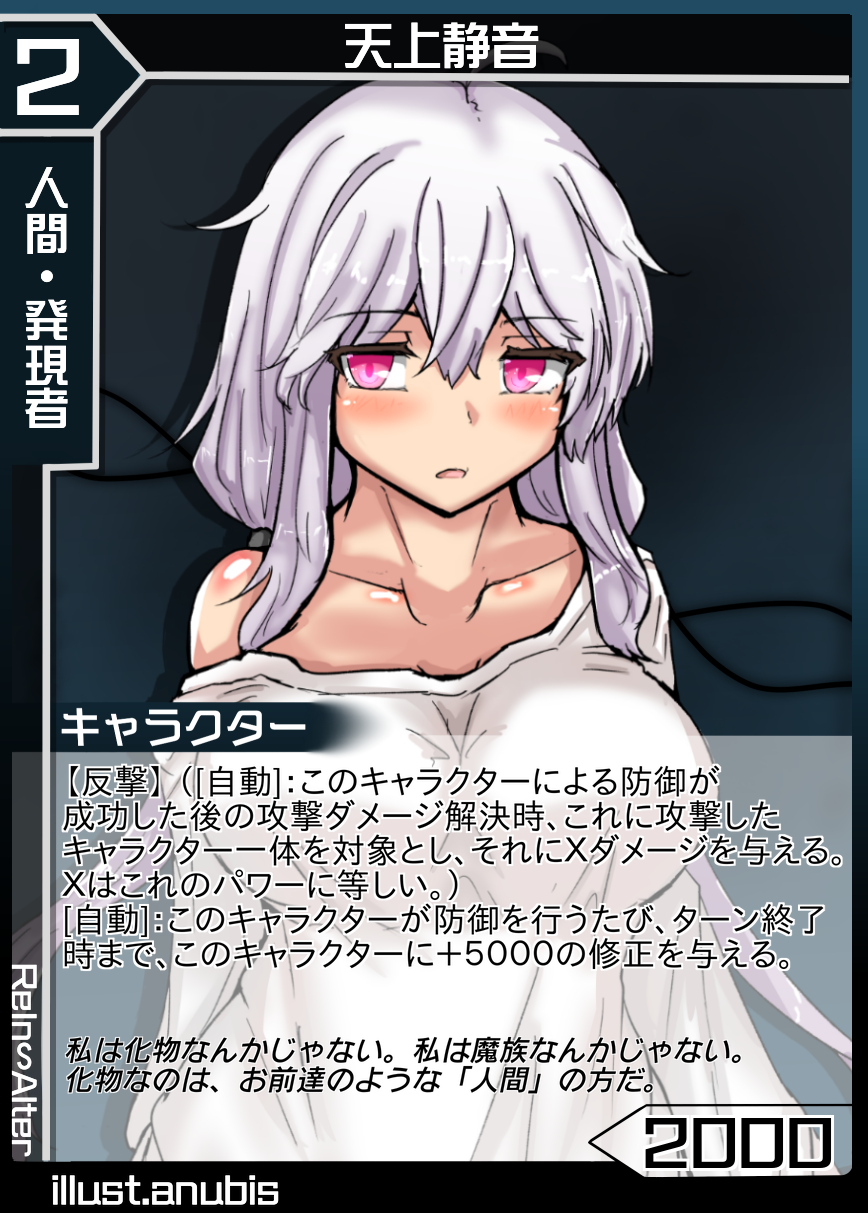 2
天上静音
人間・発現者
キャラクター
【反撃】([自動]:このキャラクターによる防御が
成功した後の攻撃ダメージ解決時、これに攻撃した
キャラクター一体を対象とし、それにXダメージを与える。
Xはこれのパワーに等しい。)
[自動]:このキャラクターが防御を行うたび、ターン終了
時まで、このキャラクターに+5000の修正を与える。
私は化物なんかじゃない。私は魔族なんかじゃない。
化物なのは、お前達のような「人間」の方だ。
ReIn∽Alter
2000
illust.anubis